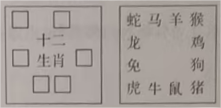 十二
生肖
蛇 马 羊 猴
龙 鸡
兔 狗
虎 牛 鼠 猪